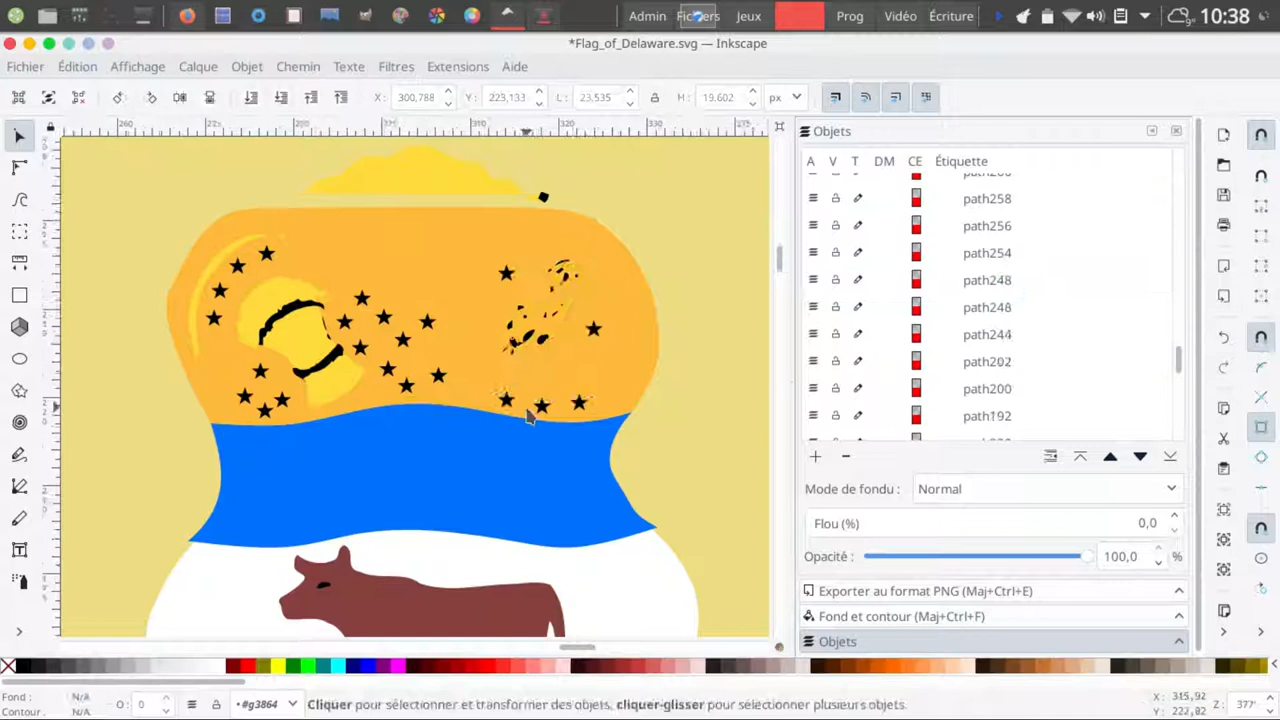 Admin Fichiers Jeux Prog Vidéo Écriture 9° 10:38
*Flag_of_Delaware.svg — Inkscape
Fichier Édition Affichage Calque Objet Chemin Texte Filtres Extensions Aide
X: 300,788 Y: 223,133 L: 23,535 H: 19,602 px
Objets
A V T DM CE Étiquette
path258
path256
path254
path248
path246
path244
path202
path200
path192
Mode de fondu : Normal
Flou (%) 0,0
Opacité : 100,0 %
Exporter au format PNG (Maj+Ctrl+E)
Fond et contour (Maj+Ctrl+F)
Objets
Fond : N/A
Contour : N/A
O: 0
#g3864
Cliquer pour sélectionner et transformer des objets, cliquer-glisser pour sélectionner plusieurs objets.
X: 315,92
Y: 222,02
Z: 377